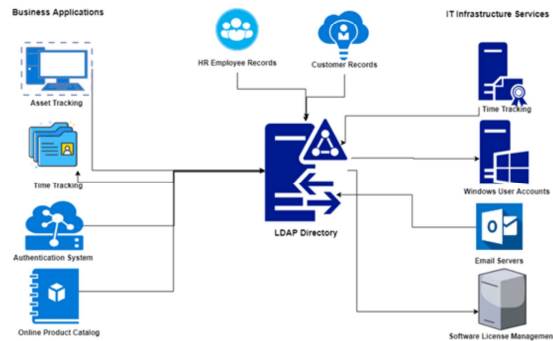 Business Applications
IT Infrastructure Services
HR Employee Records
Customer Records
Asset Tracking
Time Tracking
Time Tracking
Windows User Accounts
LDAP Directory
Authentication System
Email Servers
Online Product Catalog
Software License Managemen